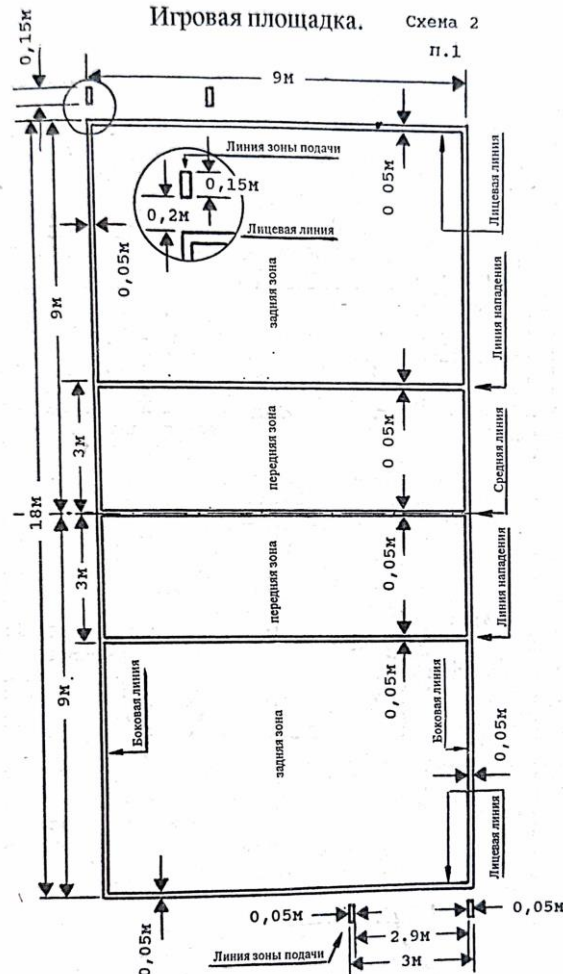 Игровая площадка.
Схема 2
п.1
0,15м
9м
Линия зоны подачи
0,15м
0,2м
Лицевая линия
0,05м
0 05м
Лицевая линия
задняя зона
9м
Линия нападения
3м
передняя зона
0 05м
Средняя линия
18м
3м
передняя зона
0,05м
Линия нападения
9м
Боковая линия
задняя зона
0,05м
Боковая линия
0,05м
Лицевая линия
0,05м
0,05м
0,05м
2.9м
Линия зоны подачи
3м